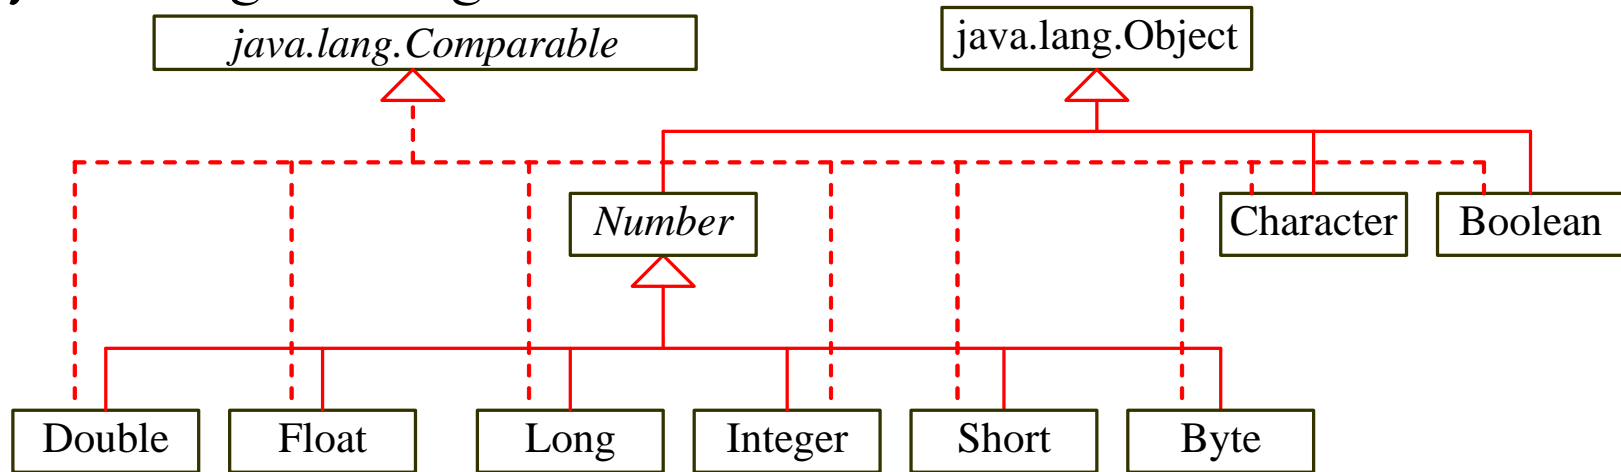 java.lang.Comparable
java.lang.Object
Number
Character
Boolean
Double
Float
Long
Integer
Short
Byte